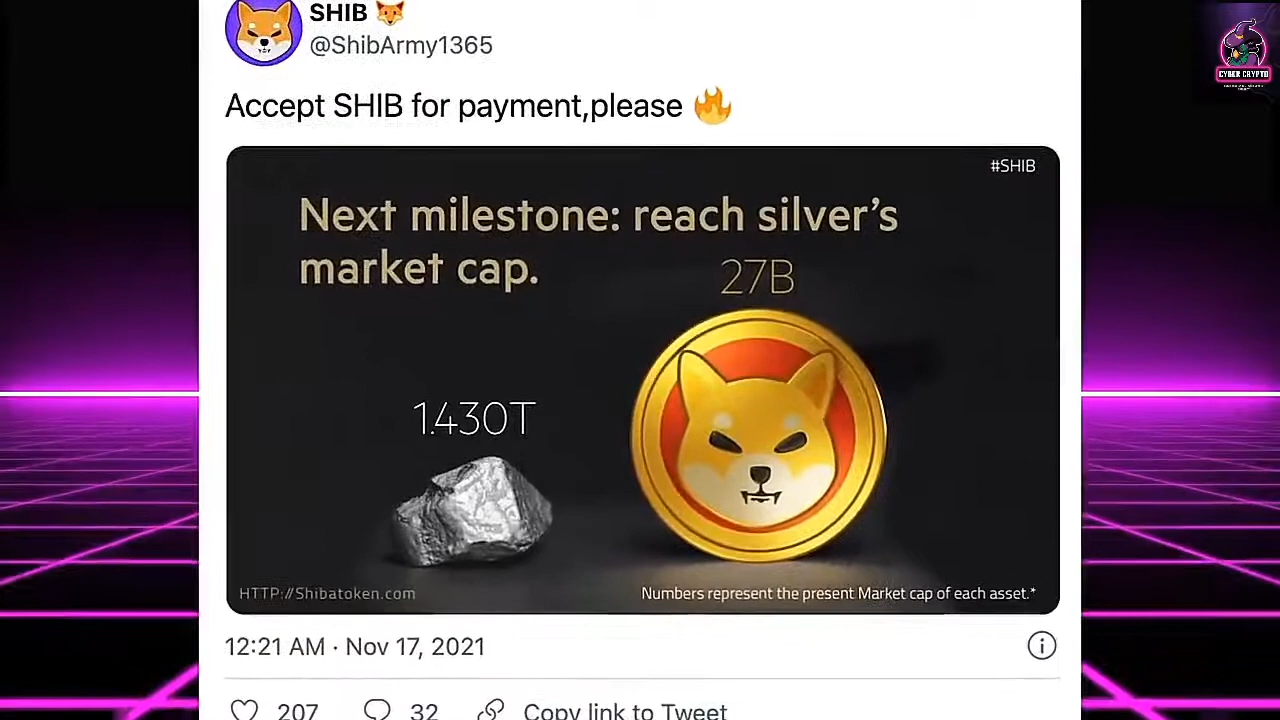 SHIB
@ShibArmy1365
CYBER CRYPTO
Accept SHIB for payment,please
#SHIB
Next milestone: reach silver's
market cap.
27B
1.430T
HTTP://Shibatoken.com
Numbers represent the present Market cap of each asset.*
12:21 AM · Nov 17, 2021
207
32
Copy link to Tweet